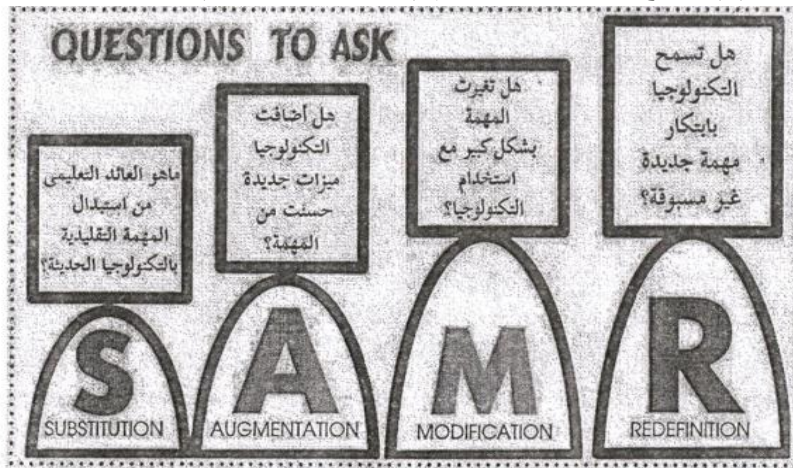 QUESTIONS TO ASK
ماهو العائد التعليمى
من استبدال
المهمة التقليدية
بالتكنولوجيا الحديثة؟
S
SUBSTITUTION
هل أضافت
التكنولوجيا
ميزات جديدة
حسنت من
المهمة؟
A
AUGMENTATION
هل تغيرت
المهمة
بشكل كبير مع
استخدام
التكنولوجيا؟
M
MODIFICATION
هل تسمح
التكنولوجيا
بابتكار
مهمة جديدة
غير مسبوقة؟
R
REDEFINITION